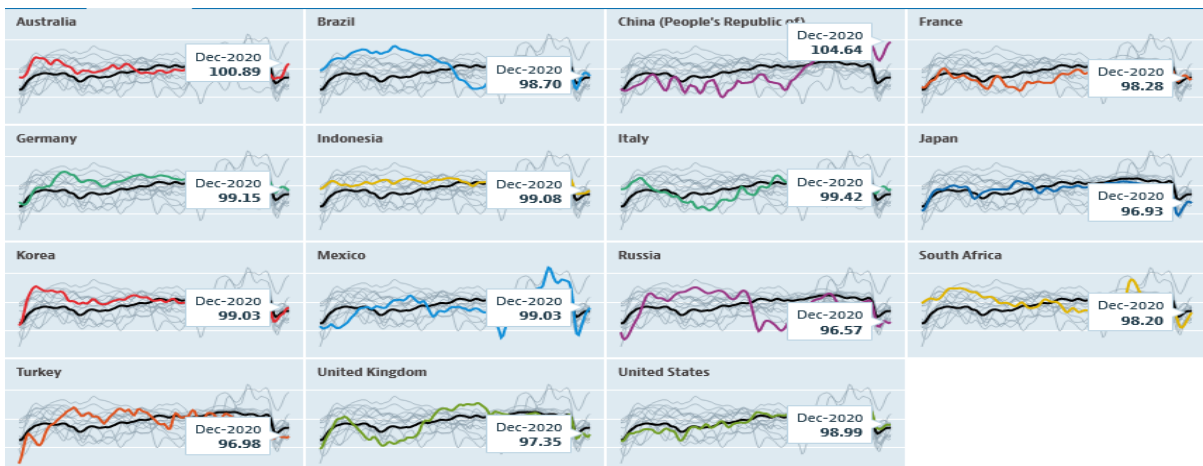 Australia
Dec-2020
100.89
Brazil
Dec-2020
98.70
China (People's Republic of)
Dec-2020
104.64
France
Dec-2020
98.28
Germany
Dec-2020
99.15
Indonesia
Dec-2020
99.08
Italy
Dec-2020
99.42
Japan
Dec-2020
96.93
Korea
Dec-2020
99.03
Mexico
Dec-2020
99.03
Russia
Dec-2020
96.57
South Africa
Dec-2020
98.20
Turkey
Dec-2020
96.98
United Kingdom
Dec-2020
97.35
United States
Dec-2020
98.99